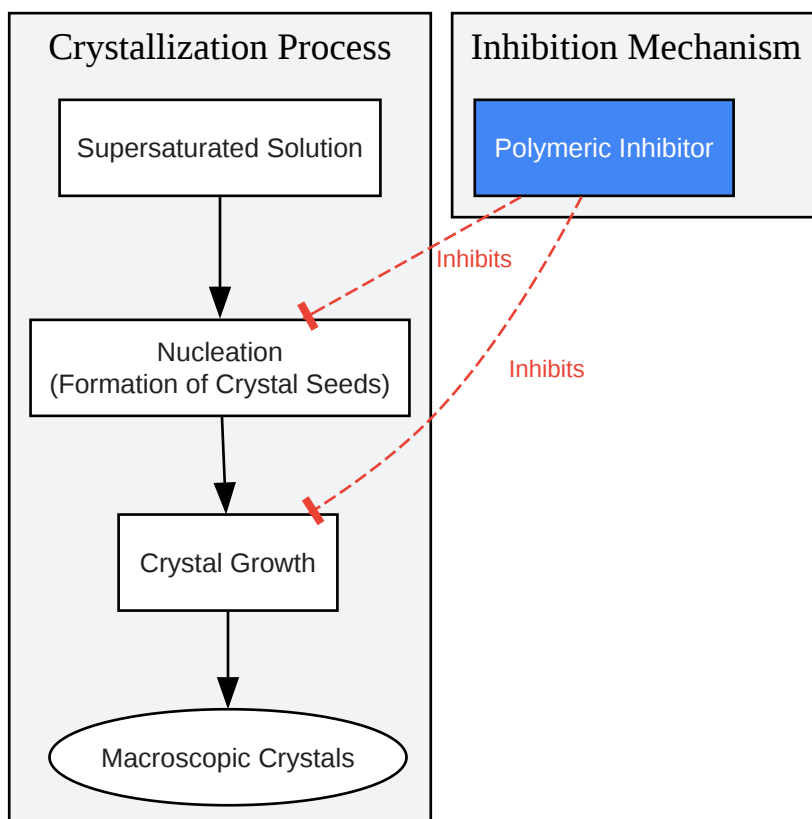 Crystallization Process
Supersaturated Solution
Nucleation
(Formation of Crystal Seeds)
Crystal Growth
Macroscopic Crystals
Inhibition Mechanism
Polymeric Inhibitor
Inhibits
Inhibits